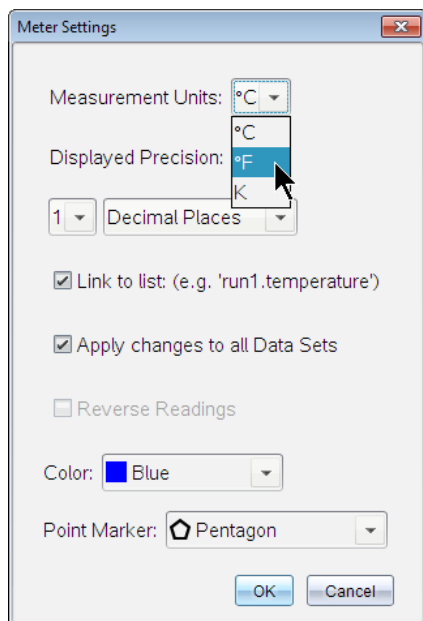 Meter Settings
Measurement Units: °C
°C
Displayed Precision:
°F
K
1 Decimal Places
Link to list: (e.g. 'run1.temperature')
Apply changes to all Data Sets
Reverse Readings
Color: Blue
Point Marker: Pentagon
OK Cancel